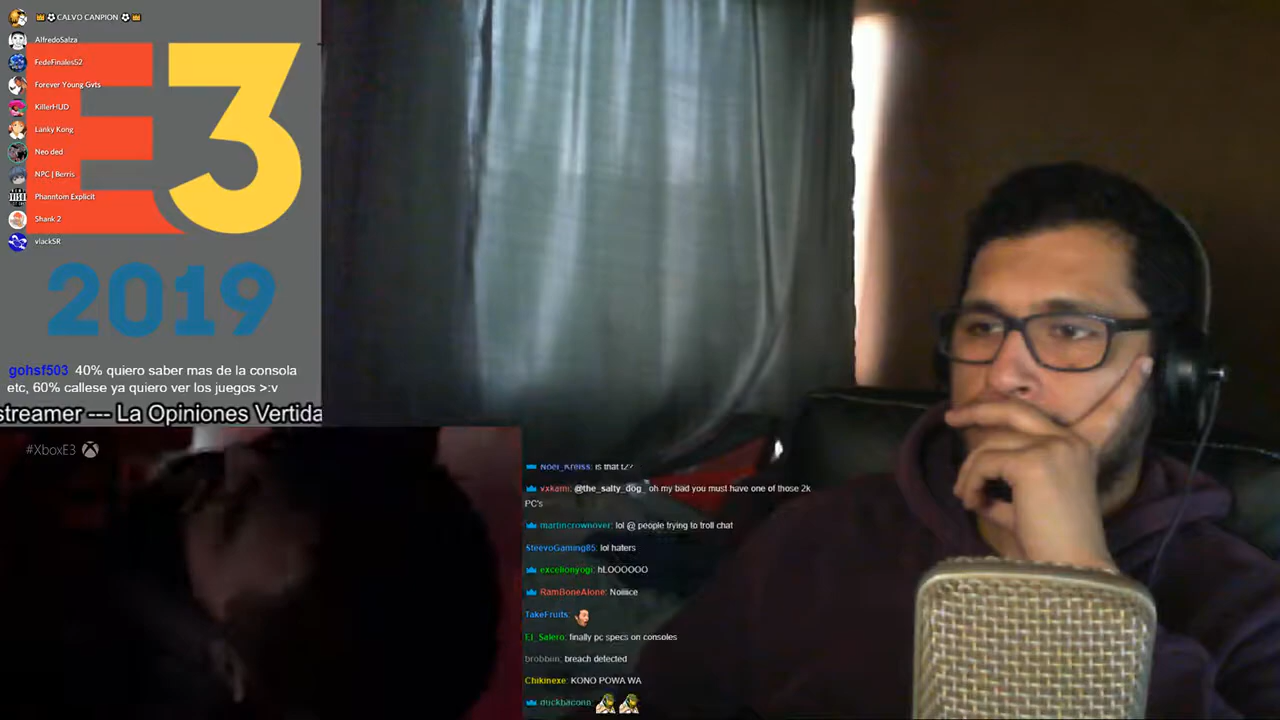 CALVO CANPION
AlfredoSalza
FedeFinales52
Forever Young Gvts
KillerHUD
Lanky Kong
Neo ded
NPC | Berris
Phanntom Explicit
Shank 2
vlackSR
E3
2019
gohsf503 40% quiero saber mas de la consola
etc, 60% callese ya quiero ver los juegos >:v
streamer --- La Opiniones Vertida
#XboxE3
Noel_Kreiss: is that t2?
vxkami: @the_salty_dog_ oh my bad you must have one of those 2k
PC's
martincrownover: lol @ people trying to troll chat
SteevoGaming85: lol haters
excelionyogi: hLOOOOOO
RamBoneAlone: Noiiice
TakeFruits:
El_Salero: finally pc specs on consoles
brobbiin: breach detected
Chikinexe: KONO POWA WA
duckbaconn: